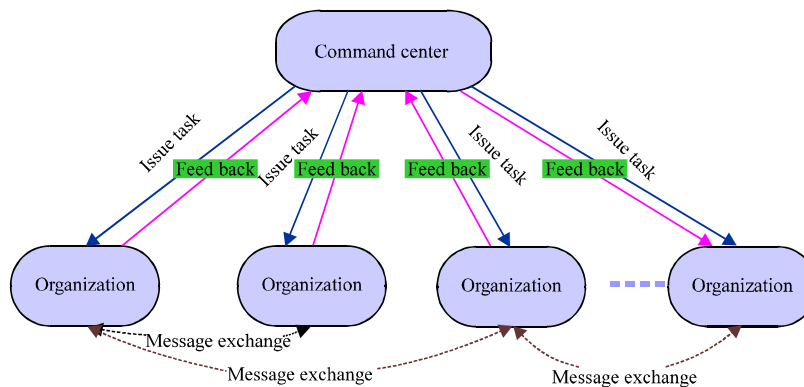 Command center
Issue task
Issue task
Issue task
Issue task
Feed back
Feed back
Feed back
Feed back
Organization
Organization
Organization
Organization
Message exchange
Message exchange
Message exchange